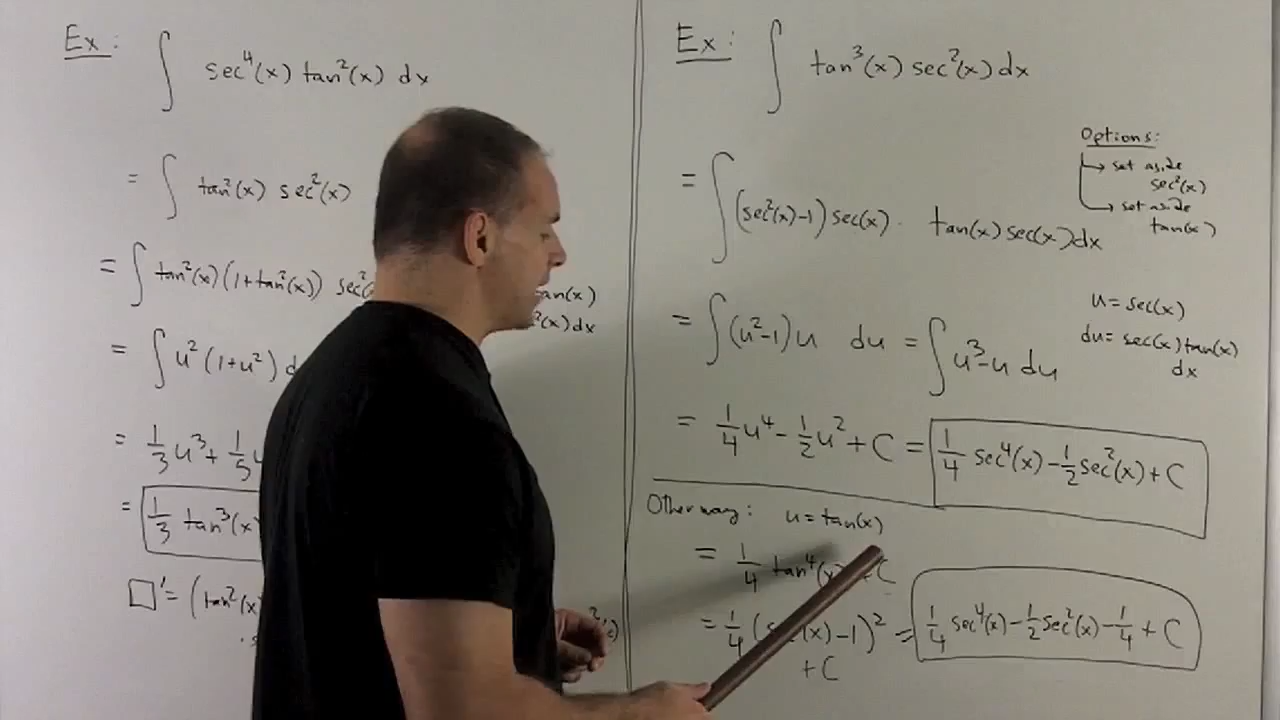 Ex: ∫ sec⁴(x) tan²(x) dx
= ∫ tan²(x) sec²(x)
= ∫ tan²(x) (1+tan²(x)) sec²
tan(x)
²(x) dx
= ∫ u² (1+u²) d
= 1/3 u³ + 1/5 u
= 1/3 tan³(x)
□' = (tan²(x)
Ex: ∫ tan³(x) sec²(x) dx
Options:
→ set aside
sec²(x)
→ set aside
tan(x)
= ∫ (sec²(x)-1) sec(x) · tan(x) sec(x) dx
u = sec(x)
du = sec(x) tan(x)
dx
= ∫ (u²-1) u du = ∫ u³-u du
= 1/4 u⁴ - 1/2 u² + C = 1/4 sec⁴(x) - 1/2 sec²(x) + C
Other way: u = tan(x)
= 1/4 tan⁴(x) + C
= 1/4 (sec²(x) - 1)² = 1/4 sec⁴(x) - 1/2 sec²(x) - 1/4 + C
+ C